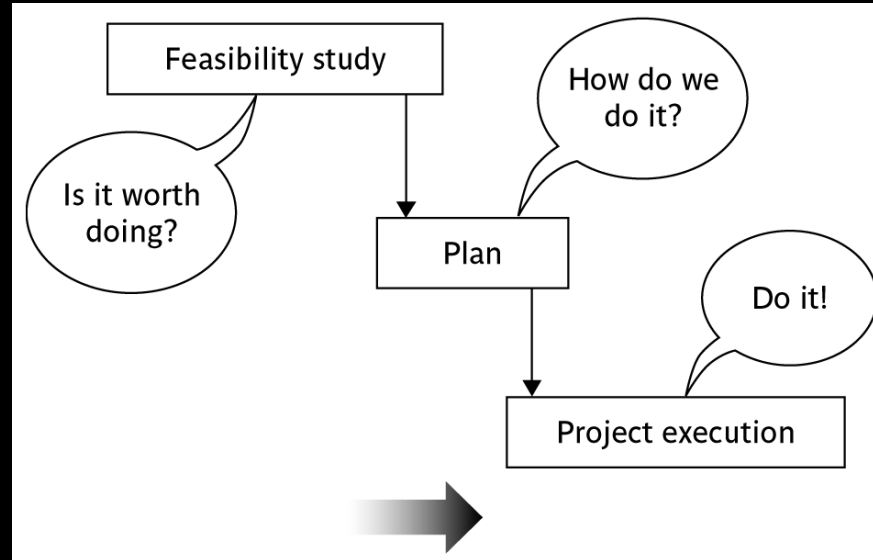 Feasibility study
Is it worth
doing?
How do we
do it?
Plan
Do it!
Project execution